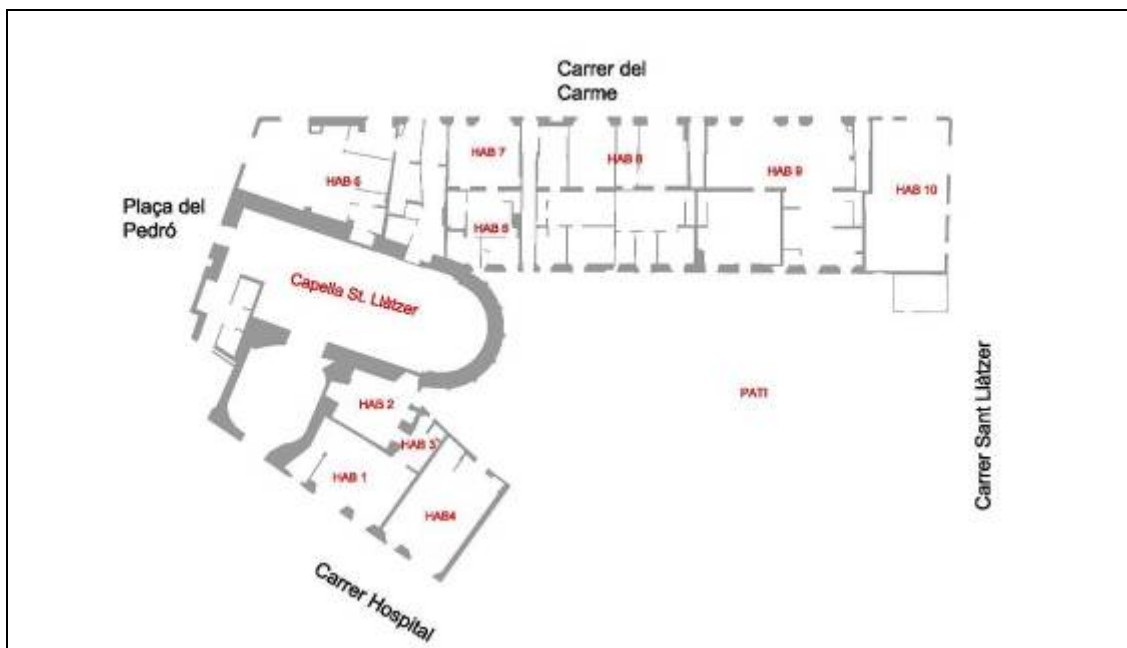 Carrer del
Carme
HAB 7
HAB 8
HAB 9
HAB 5
HAB 10
Plaça del
Pedró
HAB 6
Capella St. Llàtzer
PATI
Carrer Sant Llàtzer
HAB 2
HAB 3
HAB 1
HAB4
Carrer Hospital